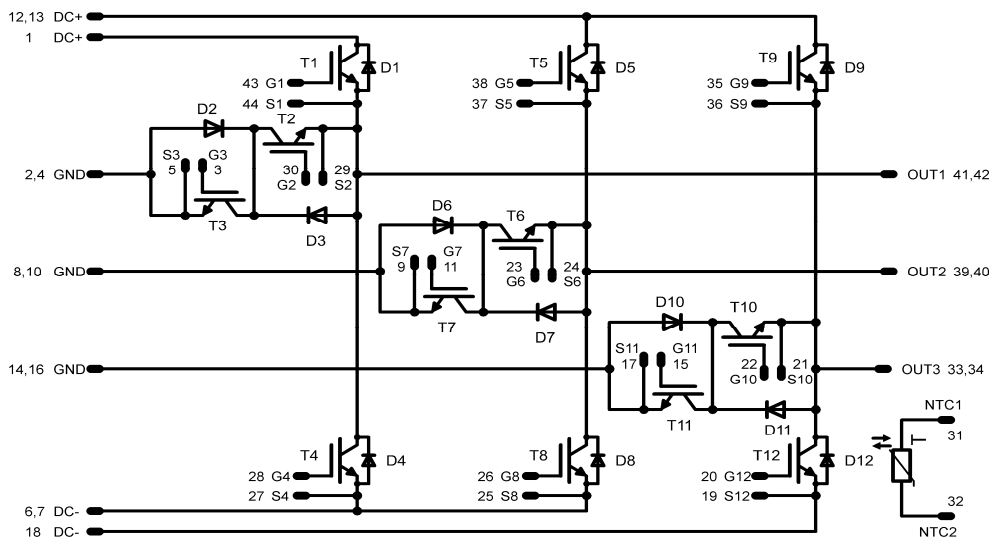 12,13 DC+
1 DC+
T1 D1 T5 D5 T9 D9
43 G1 38 G5 35 G9
44 S1 37 S5 36 S9
D2 T2
S3 G3 30 29
5 3 G2 S2
2,4 GND OUT1 41,42
T3 D3
D6 T6
S7 G7 23 24
9 11 G6 S6
8,10 GND OUT2 39,40
T7 D7
D10 T10
S11 G11 22 21
17 15 G10 S10
14,16 GND OUT3 33,34
T11 D11
NTC1
31
T
T4 D4 T8 D8 T12 D12
28 G4 26 G8 20 G12
27 S4 25 S8 19 S12
32
NTC2
6,7 DC-
18 DC-